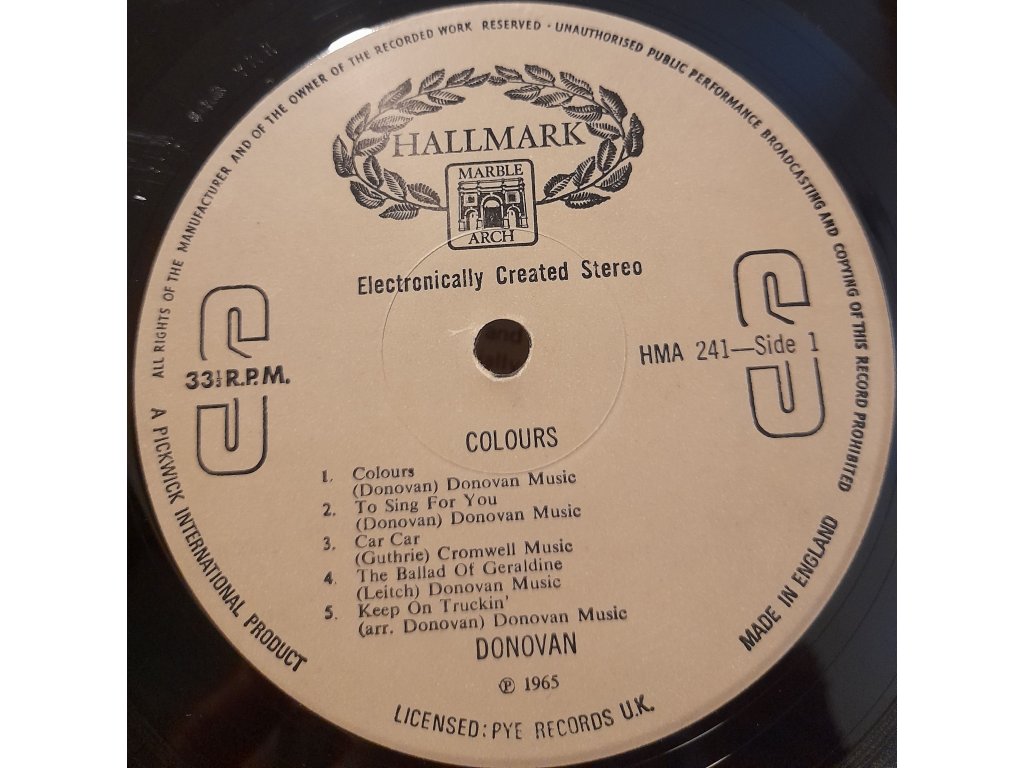 ALL RIGHTS OF THE MANUFACTURER AND OF THE OWNER OF THE RECORDED WORK RESERVED · UNAUTHORISED PUBLIC PERFORMANCE BROADCASTING AND COPYING OF THIS RECORD PROHIBITED
HALLMARK
MARBLE
ARCH
Electronically Created Stereo
33⅓ R.P.M.
HMA 241—Side 1
COLOURS
1. Colours
(Donovan) Donovan Music
2. To Sing For You
(Donovan) Donovan Music
3. Car Car
(Guthrie) Cromwell Music
4. The Ballad Of Geraldine
(Leitch) Donovan Music
5. Keep On Truckin'
(arr. Donovan) Donovan Music
DONOVAN
℗ 1965
A PICKWICK INTERNATIONAL PRODUCT
LICENSED: PYE RECORDS U.K.
MADE IN ENGLAND